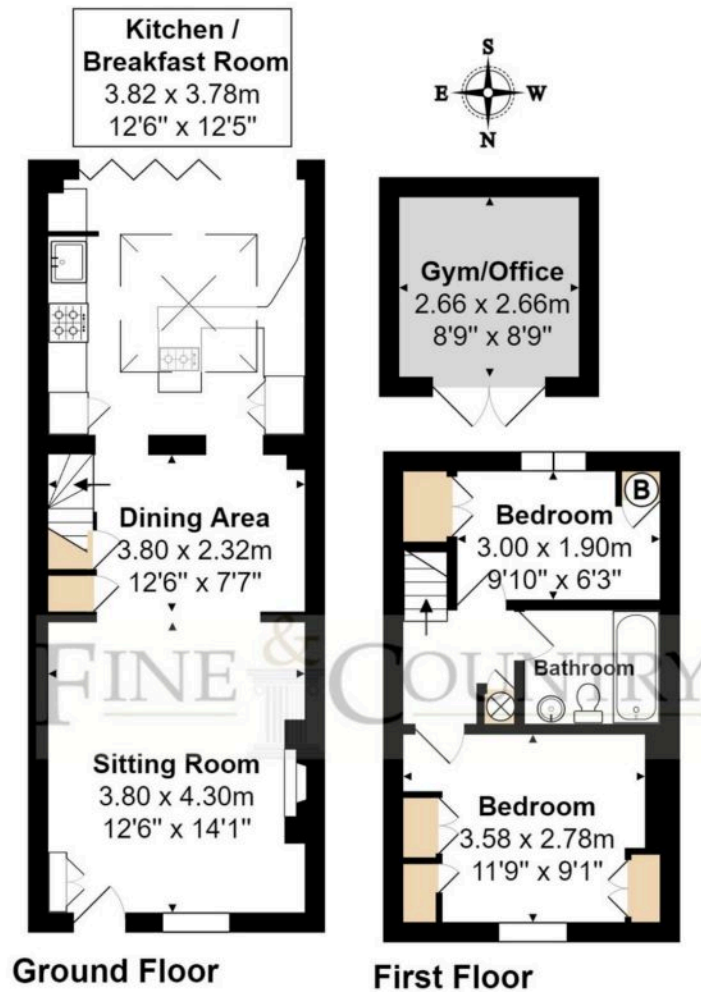 Kitchen /
Breakfast Room
3.82 x 3.78m
12'6" x 12'5"
S
E W
N
Gym/Office
2.66 x 2.66m
8'9" x 8'9"
Dining Area
3.80 x 2.32m
12'6" x 7'7"
B
Bedroom
3.00 x 1.90m
9'10" x 6'3"
Bathroom
FINE & COUNTRY
Sitting Room
3.80 x 4.30m
12'6" x 14'1"
Bedroom
3.58 x 2.78m
11'9" x 9'1"
Ground Floor
First Floor